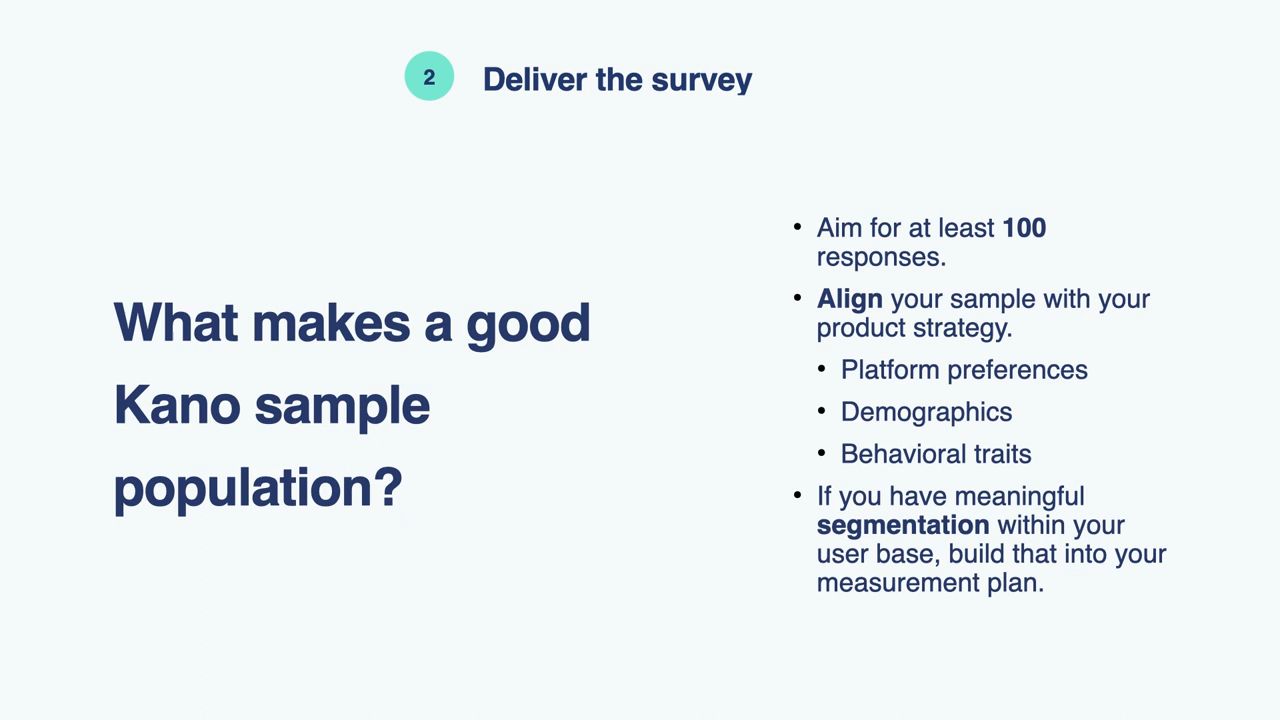 2
Deliver the survey
What makes a good
Kano sample
population?
• Aim for at least 100
responses.
• Align your sample with your
product strategy.
• Platform preferences
• Demographics
• Behavioral traits
• If you have meaningful
segmentation within your
user base, build that into your
measurement plan.